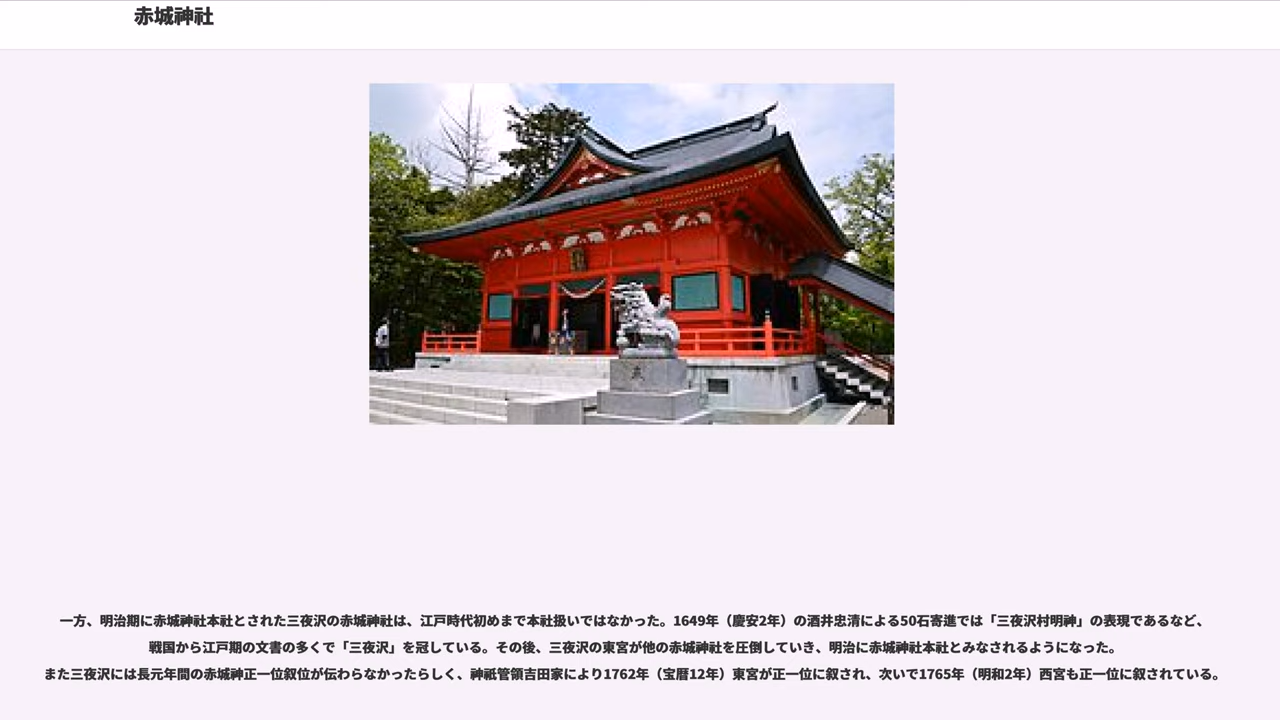 赤城神社
一方、明治期に赤城神社本社とされた三夜沢の赤城神社は、江戸時代初めまで本社扱いではなかった。1649年（慶安2年）の酒井忠清による50石寄進では「三夜沢村明神」の表現であるなど、
戦国から江戸期の文書の多くで「三夜沢」を冠している。その後、三夜沢の東宮が他の赤城神社を圧倒していき、明治に赤城神社本社とみなされるようになった。
また三夜沢には長元年間の赤城神正一位叙位が伝わらなかったらしく、神祇管領吉田家により1762年（宝暦12年）東宮が正一位に叙され、次いで1765年（明和2年）西宮も正一位に叙されている。